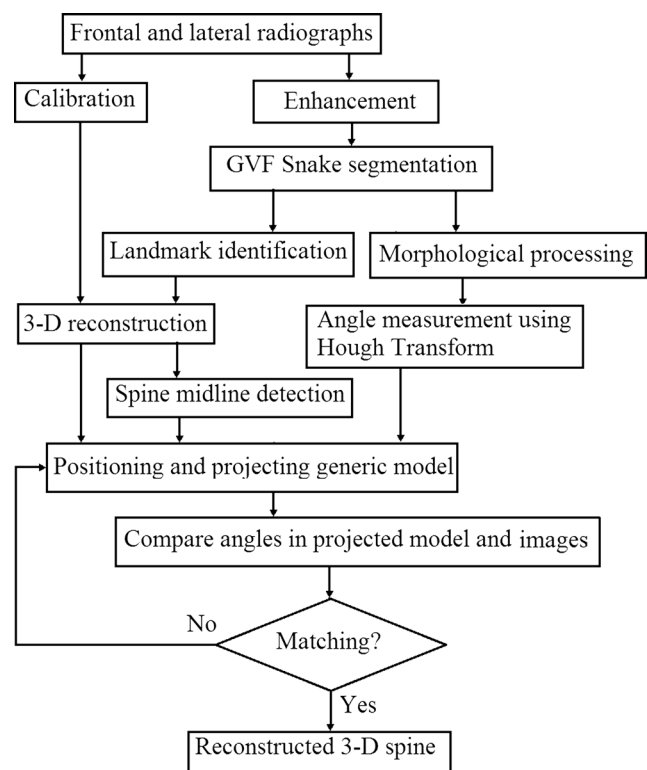 Frontal and lateral radiographs
Calibration
Enhancement
GVF Snake segmentation
Landmark identification
Morphological processing
3-D reconstruction
Angle measurement using
Hough Transform
Spine midline detection
Positioning and projecting generic model
Compare angles in projected model and images
No
Matching?
Yes
Reconstructed 3-D spine